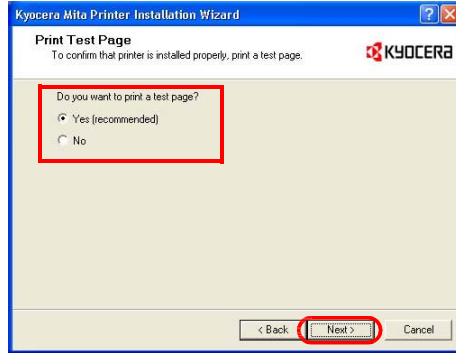 Kyocera Mita Printer Installation Wizard
Print Test Page
To confirm that printer is installed properly, print a test page.
KYOCERA
Do you want to print a test page?
Yes (recommended)
No
< Back
Next >
Cancel